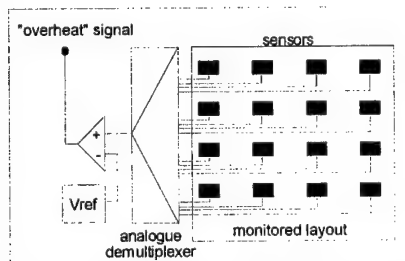 "overheat" signal
sensors
+
-
Vref
analogue
demultiplexer
monitored layout